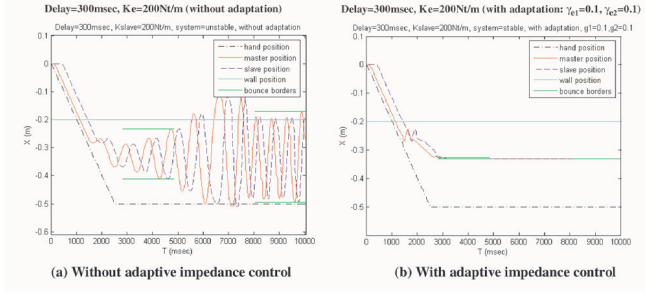 Delay=300msec, Ke=200Nt/m (without adaptation)
Delay=300msec, Kslave=200Nt/m, system=unstable, without adaptation
0.1
0
-0.1
-0.2
-0.3
-0.4
-0.5
-0.6
X (m)
hand position
master position
slave position
wall position
bounce borders
0 1000 2000 3000 4000 5000 6000 7000 8000 9000 10000
T (msec)
(a) Without adaptive impedance control
Delay=300msec, Ke=200Nt/m (with adaptation: γe1=0.1, γe2=0.1)
Delay=300msec, Kslave=200Nt/m, system=stable, with adaptation, g1=0.1,g2=0.1
0.1
0
-0.1
-0.2
-0.3
-0.4
-0.5
-0.6
X (m)
hand position
master position
slave position
wall position
bounce borders
0 1000 2000 3000 4000 5000 6000 7000 8000 9000 10000
T (msec)
(b) With adaptive impedance control